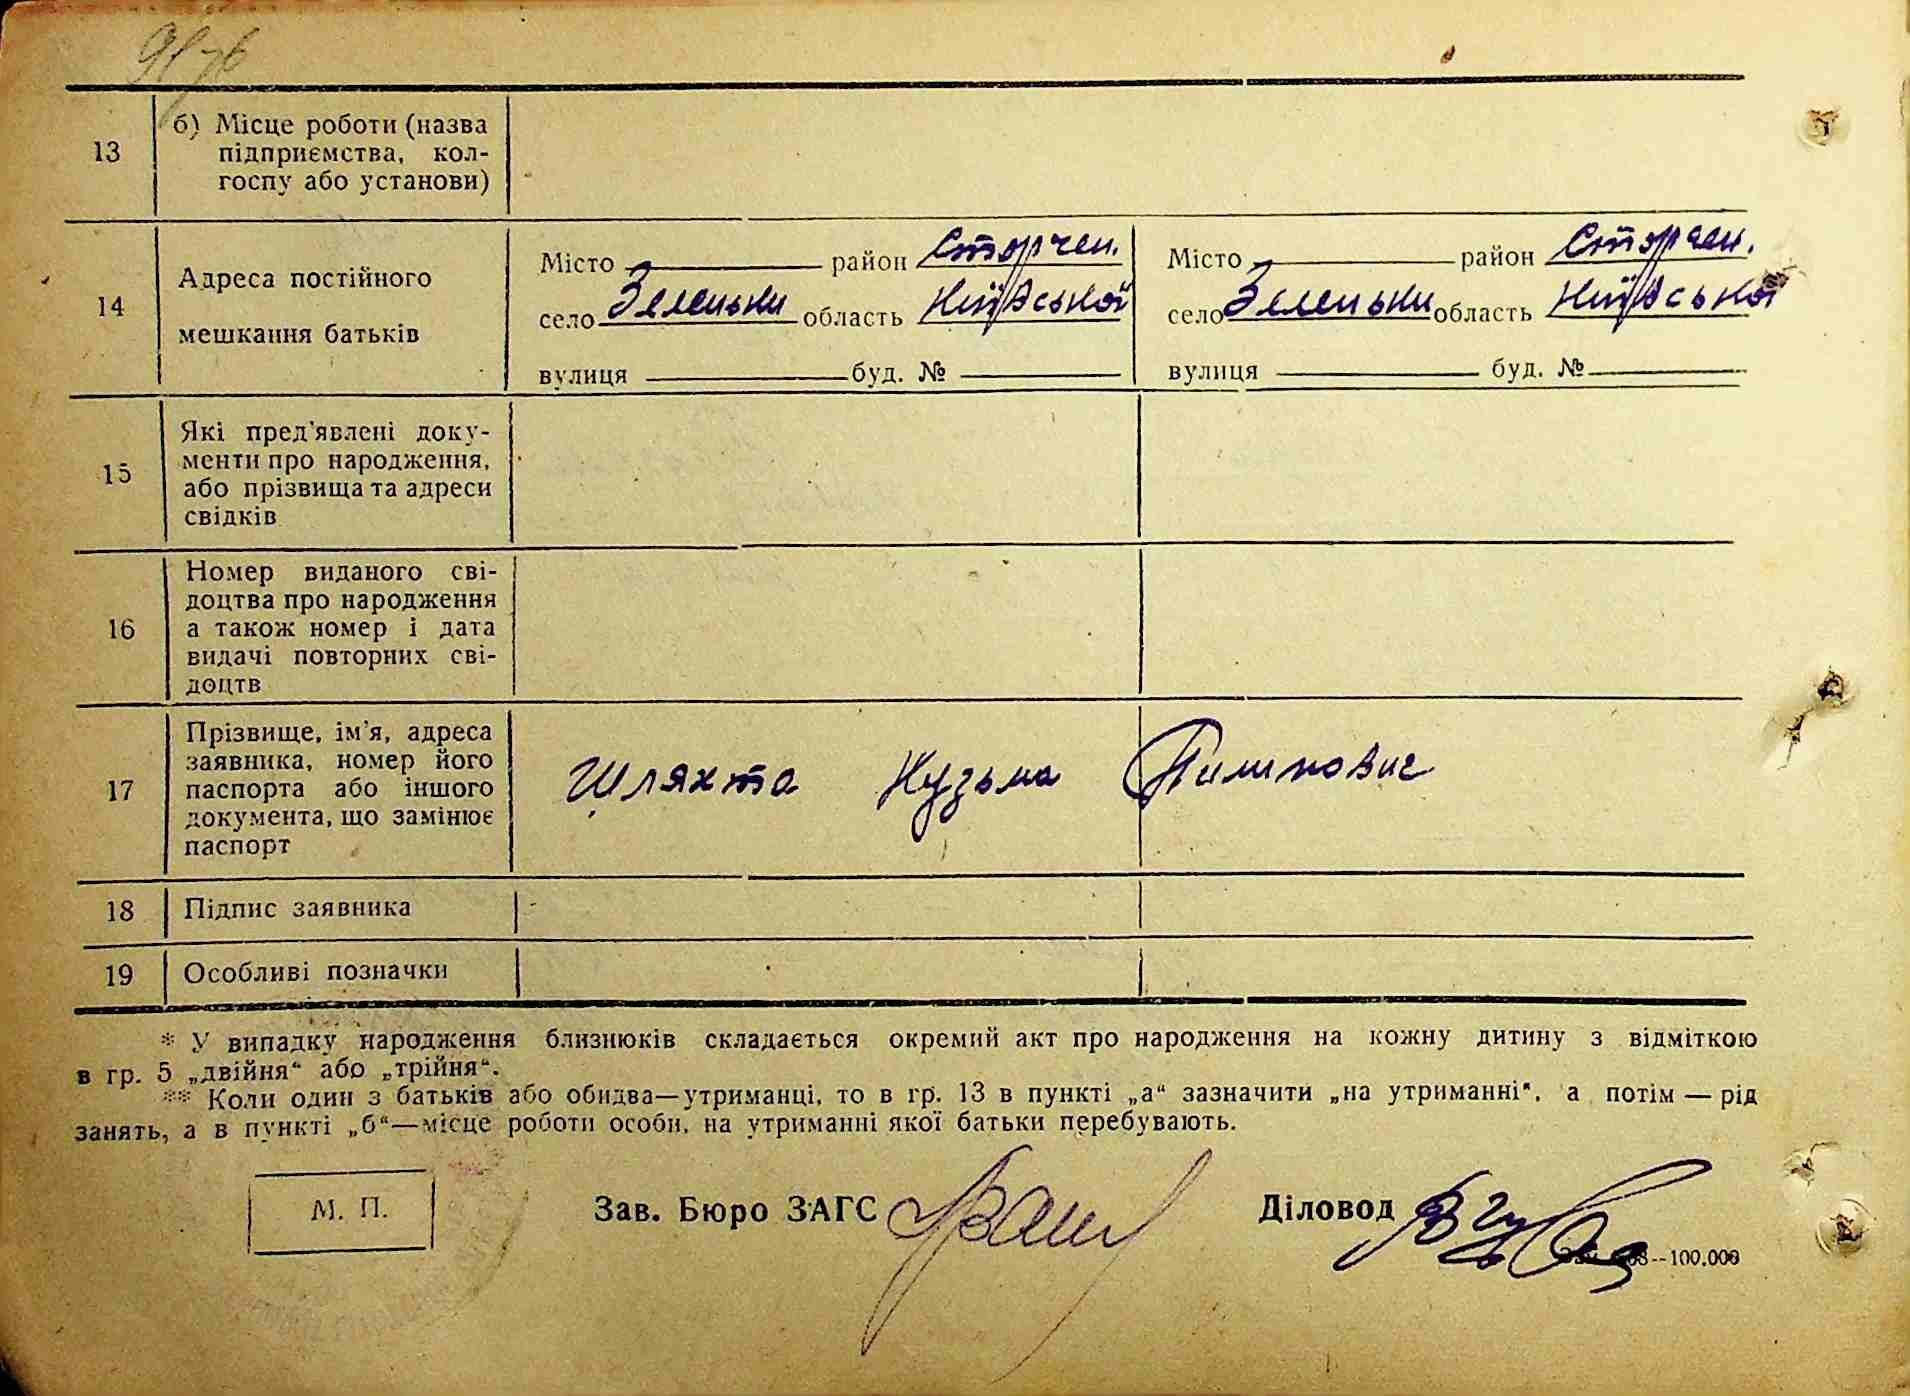 13
б) Місце роботи (назва
підприємства, кол-
госпу або установи)
14
Адреса постійного
мешкання батьків
Місто район Сторчен.
село Зеленьки область Київської
вулиця буд. №
Місто район Сторчен.
село Зеленьки область Київської
вулиця буд. №
15
Які пред'явлені доку-
менти про народження,
або прізвища та адреси
свідків
16
Номер виданого сві-
доцтва про народження
а також номер і дата
видачі повторних сві-
доцтв
17
Прізвище, ім'я, адреса
заявника, номер його
паспорта або іншого
документа, що замінює
паспорт
Шляхта Кузьма Пилипович
18
Підпис заявника
19
Особливі позначки
* У випадку народження близнюків складається окремий акт про народження на кожну дитину з відміткою
в гр. 5 „двійня“ або „трійня“.
** Коли один з батьків або обидва—утриманці, то в гр. 13 в пункті „а“ зазначити „на утриманні“, а потім — рід
занять, а в пункті „б“—місце роботи особи, на утриманні якої батьки перебувають.
М. П.
Зав. Бюро ЗАГС
Діловод
100.000